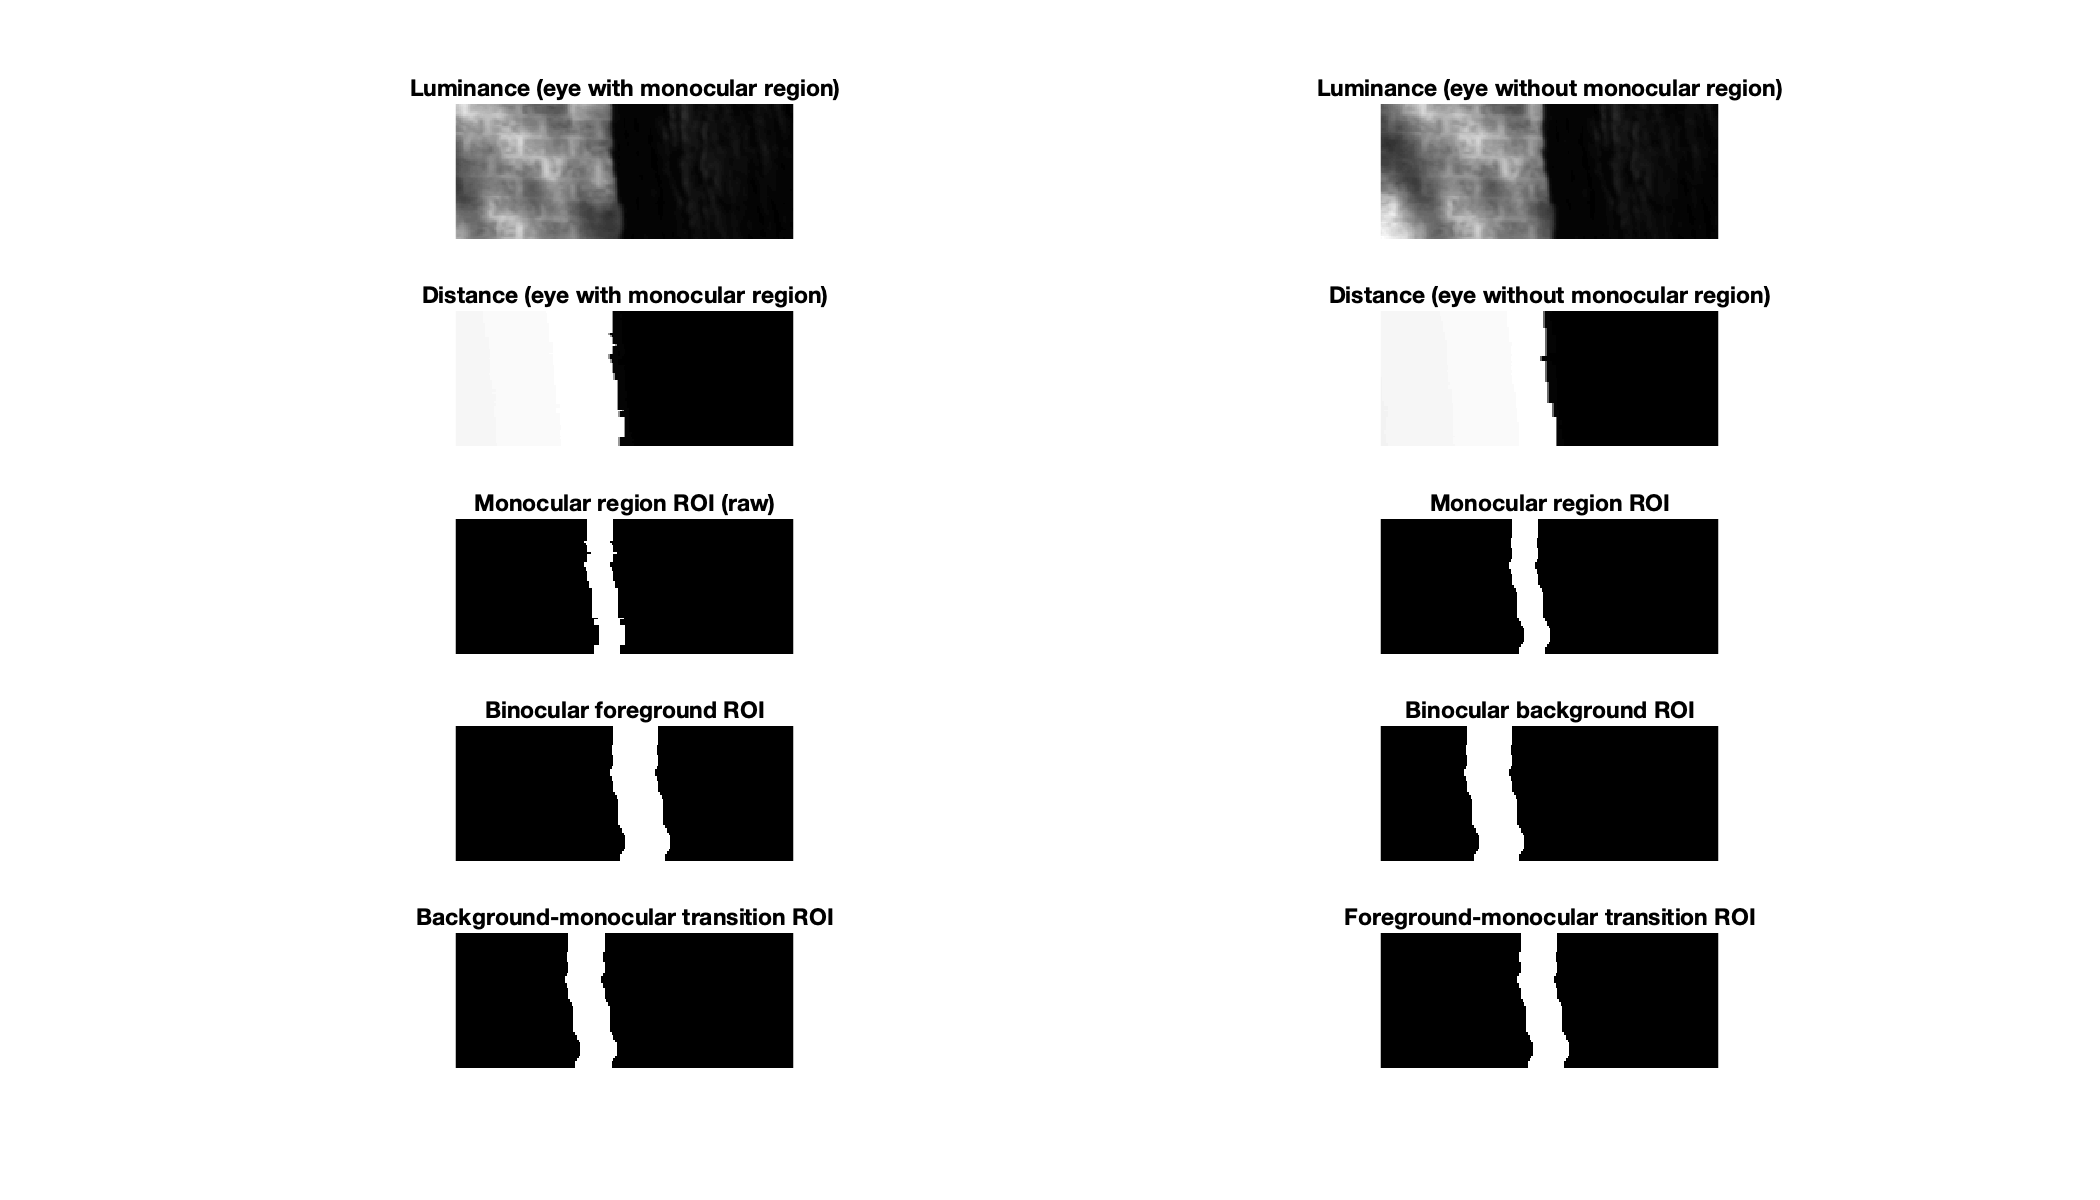 Luminance (eye with monocular region)
Luminance (eye without monocular region)
Distance (eye with monocular region)
Distance (eye without monocular region)
Monocular region ROI (raw)
Monocular region ROI
Binocular foreground ROI
Binocular background ROI
Background-monocular transition ROI
Foreground-monocular transition ROI